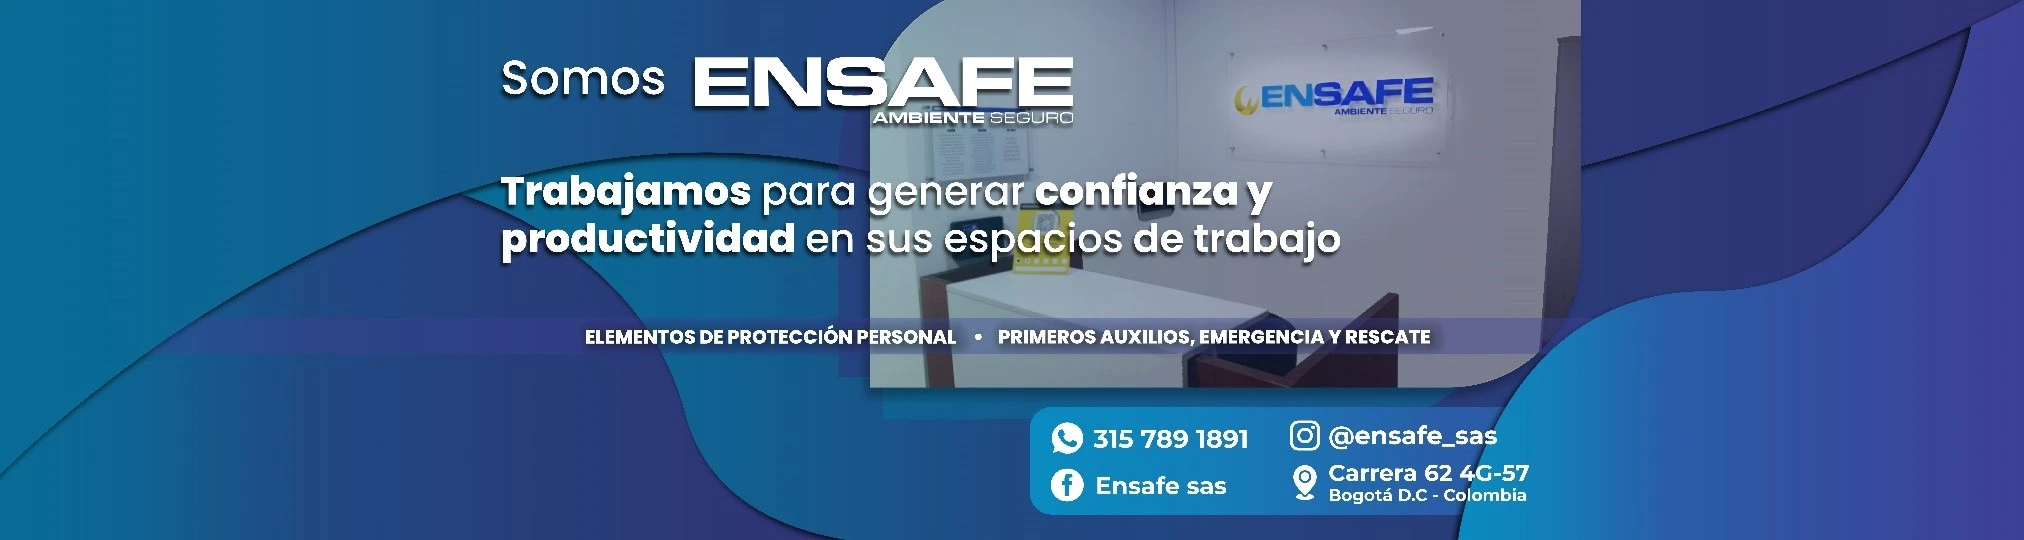 Somos ENSAFE
AMBIENTE SEGURO
ENSAFE
AMBIENTE SEGURO
Trabajamos para generar confianza y
productividad en sus espacios de trabajo
ELEMENTOS DE PROTECCIÓN PERSONAL • PRIMEROS AUXILIOS, EMERGENCIA Y RESCATE
315 789 1891
@ensafe_sas
Ensafe sas
Carrera 62 4G-57
Bogotá D.C - Colombia